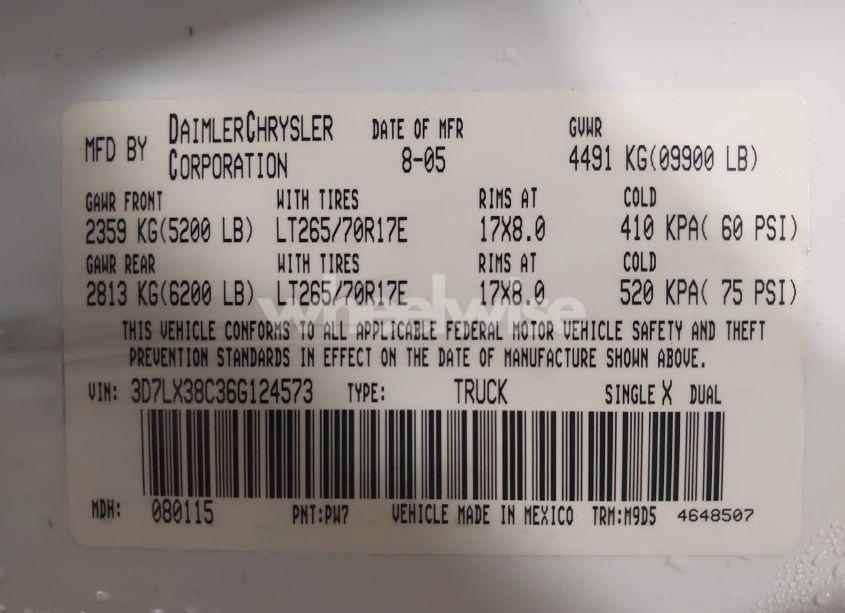 MFD BY DAIMLERCHRYSLER CORPORATION DATE OF MFR 8-05 GVWR 4491 KG(09900 LB)
GAWR FRONT WITH TIRES RIMS AT COLD
2359 KG(5200 LB) LT265/70R17E 17X8.0 410 KPA( 60 PSI)
GAWR REAR WITH TIRES RIMS AT COLD
2813 KG(6200 LB) LT265/70R17E 17X8.0 520 KPA( 75 PSI)
wheelwise
THIS VEHICLE CONFORMS TO ALL APPLICABLE FEDERAL MOTOR VEHICLE SAFETY AND THEFT
PREVENTION STANDARDS IN EFFECT ON THE DATE OF MANUFACTURE SHOWN ABOVE.
VIN: 3D7LX38C36G124573 TYPE: TRUCK SINGLE X DUAL
MDH: 080115 PNT:PW7 VEHICLE MADE IN MEXICO TRM:M9D5 4648507